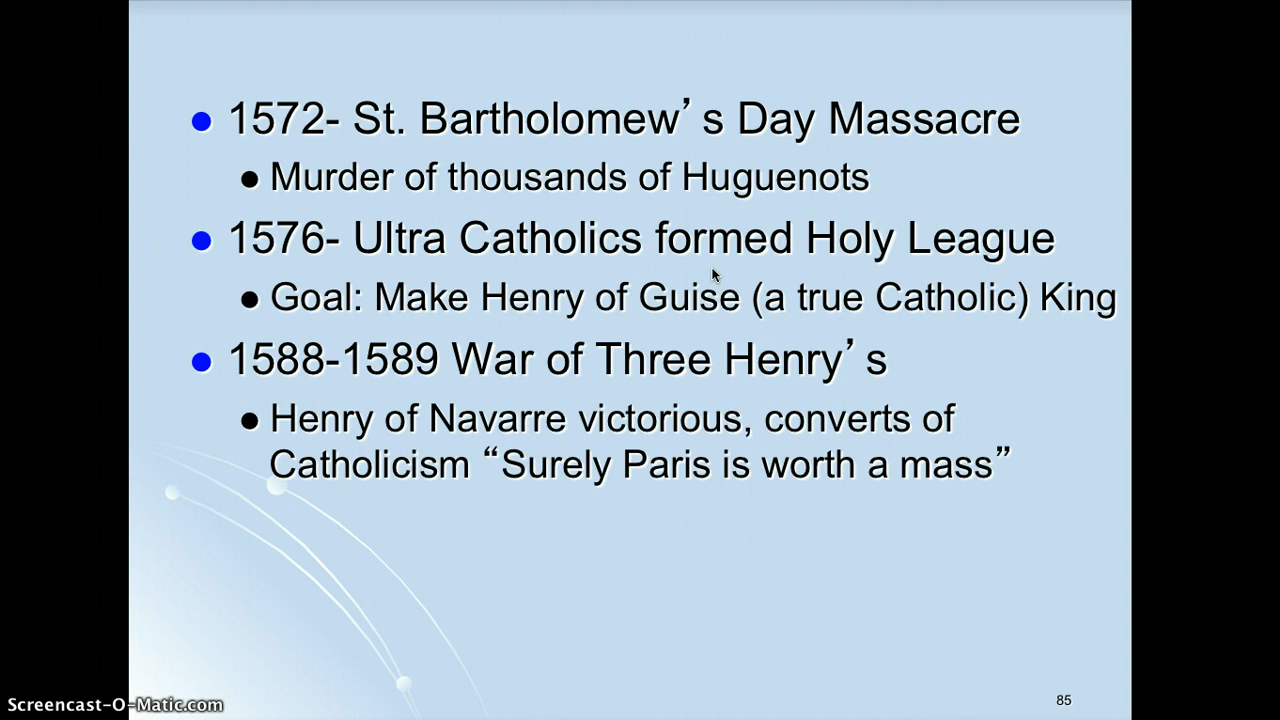 ● 1572- St. Bartholomew’s Day Massacre
● Murder of thousands of Huguenots
● 1576- Ultra Catholics formed Holy League
● Goal: Make Henry of Guise (a true Catholic) King
● 1588-1589 War of Three Henry’s
● Henry of Navarre victorious, converts of
Catholicism “Surely Paris is worth a mass”
Screencast-O-Matic.com
85